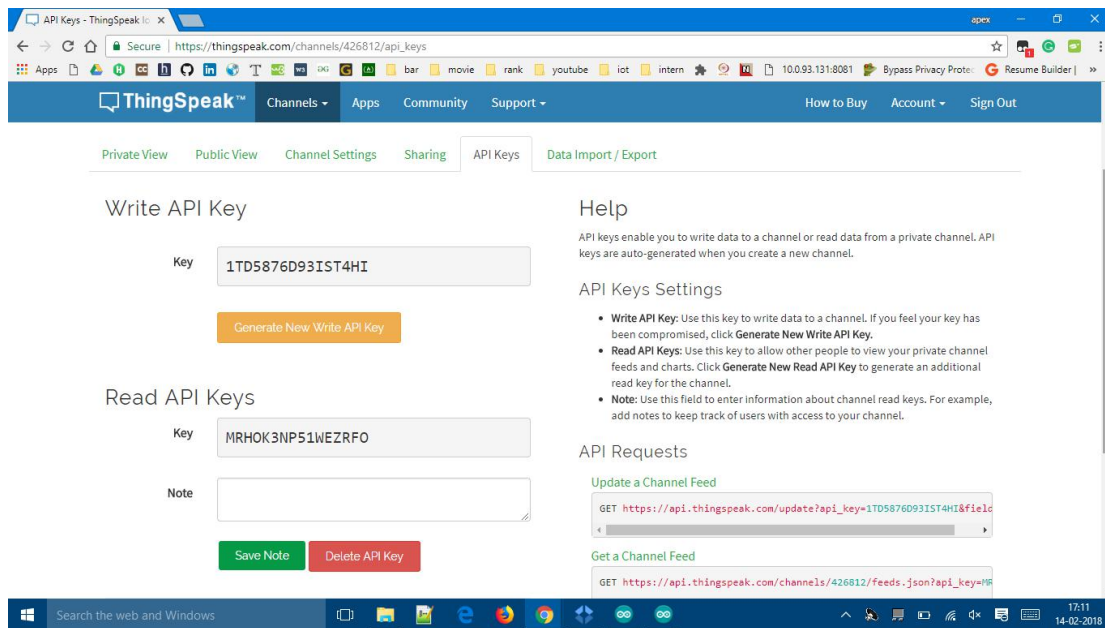 API Keys - ThingSpeak Io
apex
Secure | https://thingspeak.com/channels/426812/api_keys
Apps
bar
movie
rank
youtube
iot
intern
10.0.93.131:8081
Bypass Privacy Protec
Resume Builder |
»
ThingSpeak™
Channels
Apps
Community
Support
How to Buy
Account
Sign Out
Private View
Public View
Channel Settings
Sharing
API Keys
Data Import / Export
Write API Key
Key
1TD5876D93IST4HI
Generate New Write API Key
Read API Keys
Key
MRHOK3NP51WEZRFO
Note
Save Note
Delete API Key
Help
API keys enable you to write data to a channel or read data from a private channel. API
keys are auto-generated when you create a new channel.
API Keys Settings
• Write API Key: Use this key to write data to a channel. If you feel your key has
been compromised, click Generate New Write API Key.
• Read API Keys: Use this key to allow other people to view your private channel
feeds and charts. Click Generate New Read API Key to generate an additional
read key for the channel.
• Note: Use this field to enter information about channel read keys. For example,
add notes to keep track of users with access to your channel.
API Requests
Update a Channel Feed
GET https://api.thingspeak.com/update?api_key=1TD5876D93IST4HI&field
Get a Channel Feed
GET https://api.thingspeak.com/channels/426812/feeds.json?api_key=MR
Search the web and Windows
17:11
14-02-2018